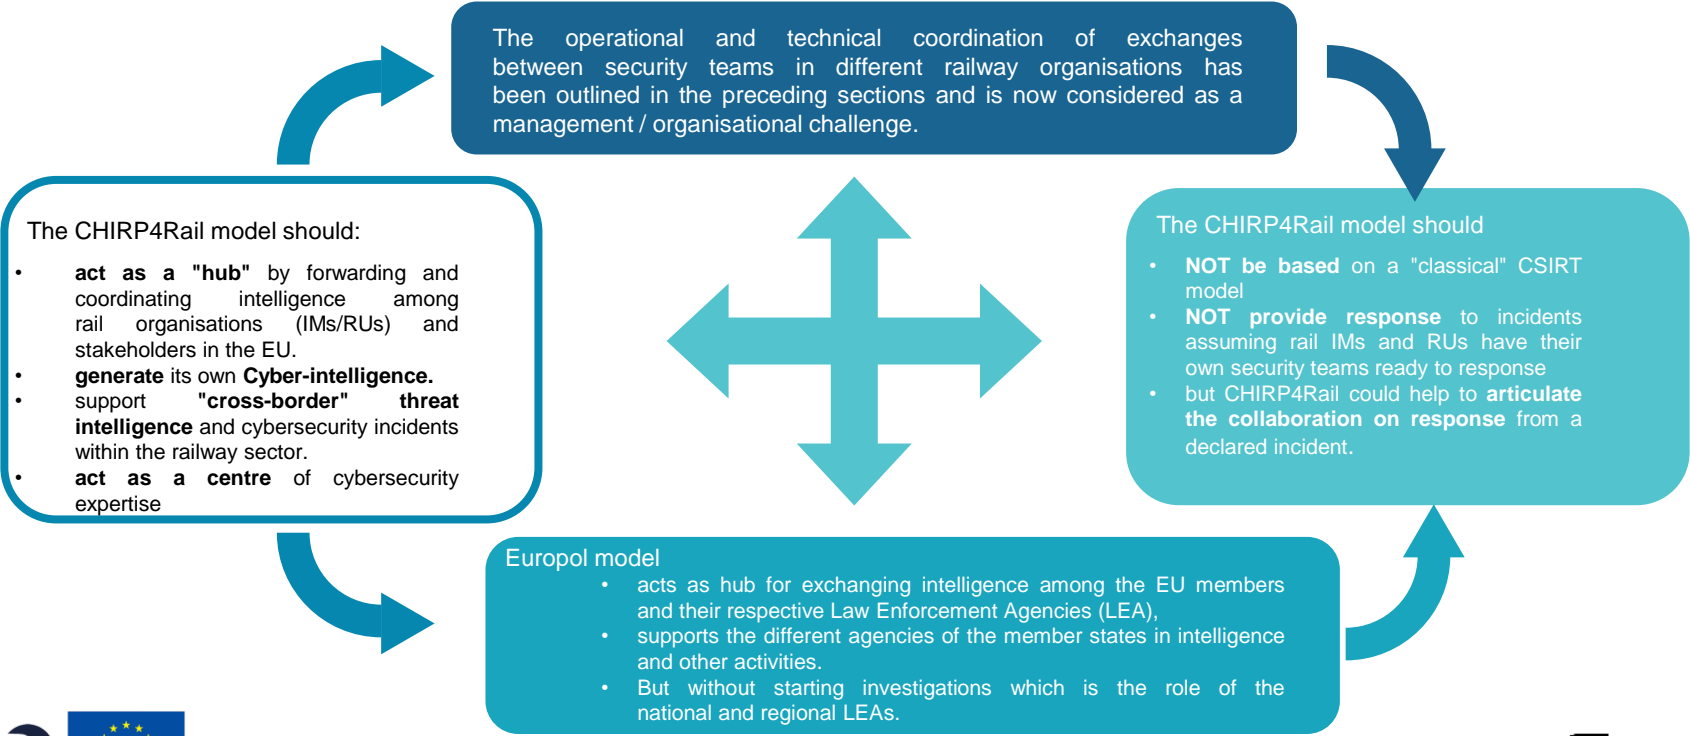 The operational and technical coordination of exchanges
between security teams in different railway organisations has
been outlined in the preceding sections and is now considered as a
management / organisational challenge.
The CHIRP4Rail model should:
• act as a "hub" by forwarding and
coordinating intelligence among
rail organisations (IMs/RUs) and
stakeholders in the EU.
• generate its own Cyber-intelligence.
• support "cross-border" threat
intelligence and cybersecurity incidents
within the railway sector.
• act as a centre of cybersecurity
expertise
The CHIRP4Rail model should
• NOT be based on a "classical" CSIRT
model
• NOT provide response to incidents
assuming rail IMs and RUs have their
own security teams ready to response
• but CHIRP4Rail could help to articulate
the collaboration on response from a
declared incident.
Europol model
• acts as hub for exchanging intelligence among the EU members
and their respective Law Enforcement Agencies (LEA),
• supports the different agencies of the member states in intelligence
and other activities.
• But without starting investigations which is the role of the
national and regional LEAs.